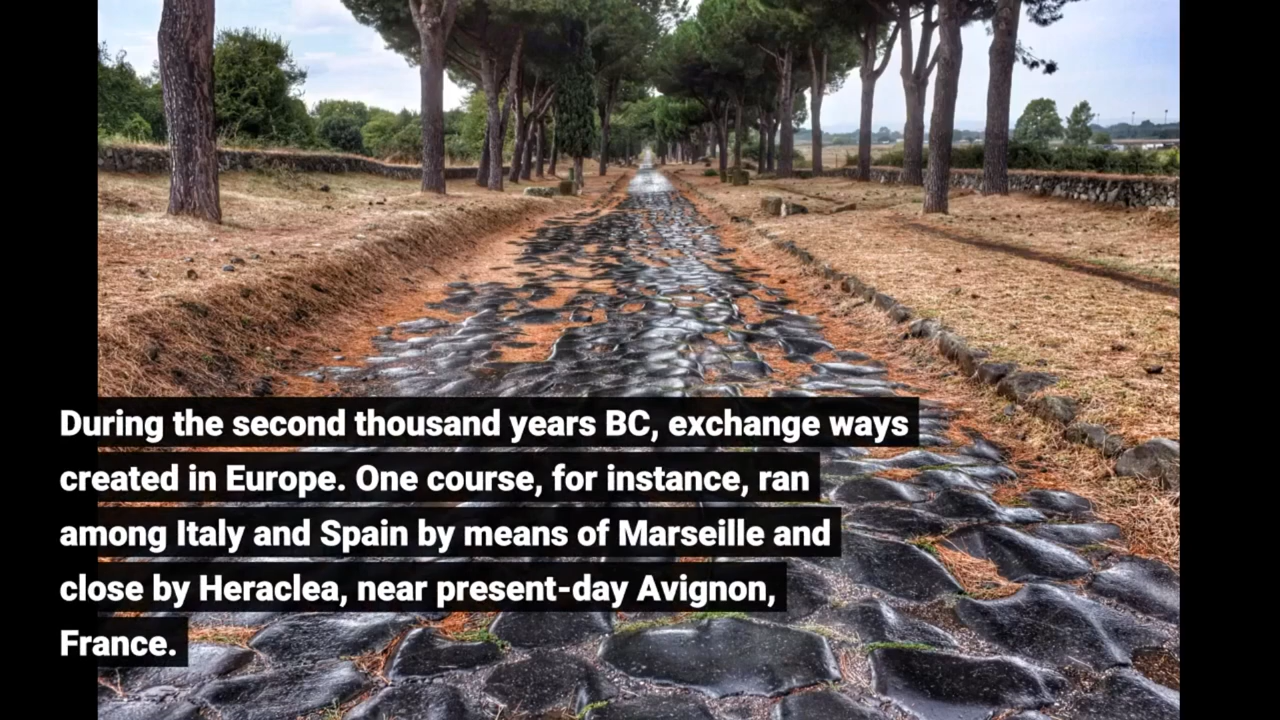 During the second thousand years BC, exchange ways
created in Europe. One course, for instance, ran
among Italy and Spain by means of Marseille and
close by Heraclea, near present-day Avignon,
France.